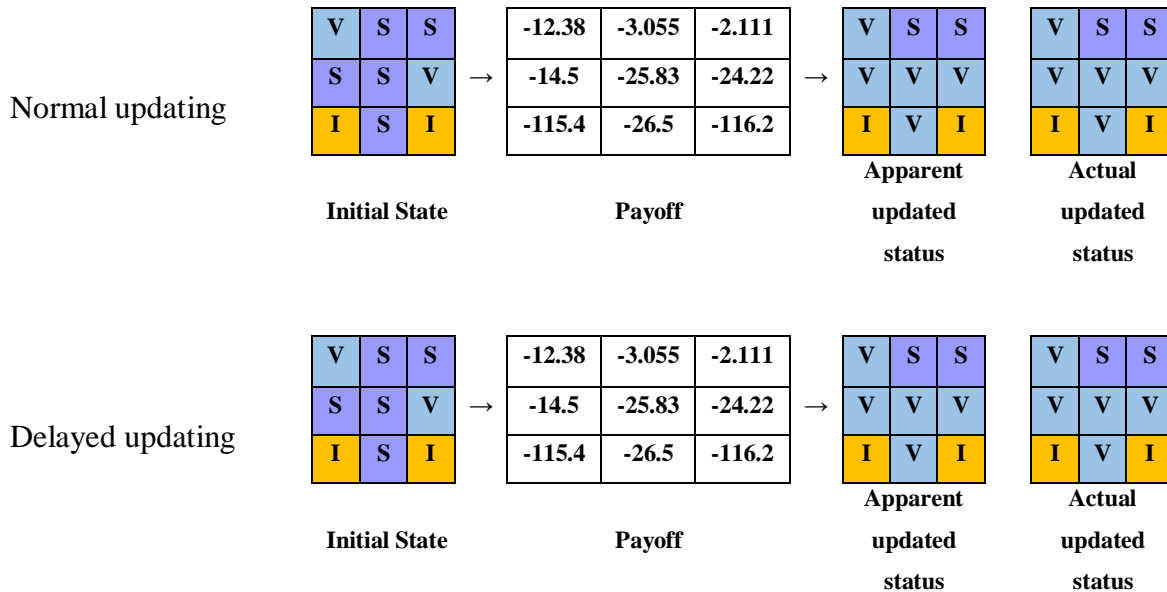 V S S -12.38 -3.055 -2.111 V S S V S S
Normal updating S S V → -14.5 -25.83 -24.22 → V V V V V V
I S I -115.4 -26.5 -116.2 I V I I V I
Apparent Actual
Initial State Payoff updated updated
status status
V S S -12.38 -3.055 -2.111 V S S V S S
Delayed updating S S V → -14.5 -25.83 -24.22 → V V V V V V
I S I -115.4 -26.5 -116.2 I V I I V I
Apparent Actual
Initial State Payoff updated updated
status status